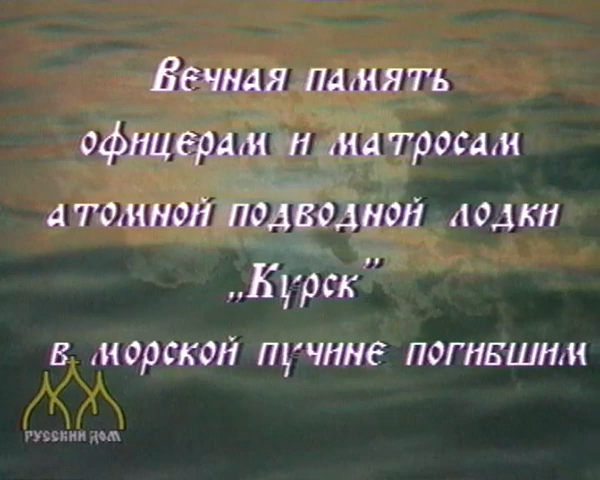 Вечная память
офицерам и матросам
атомной подводной лодки
„Курск”
в морской пучине погибшим
РУССКИЙ ДОМ